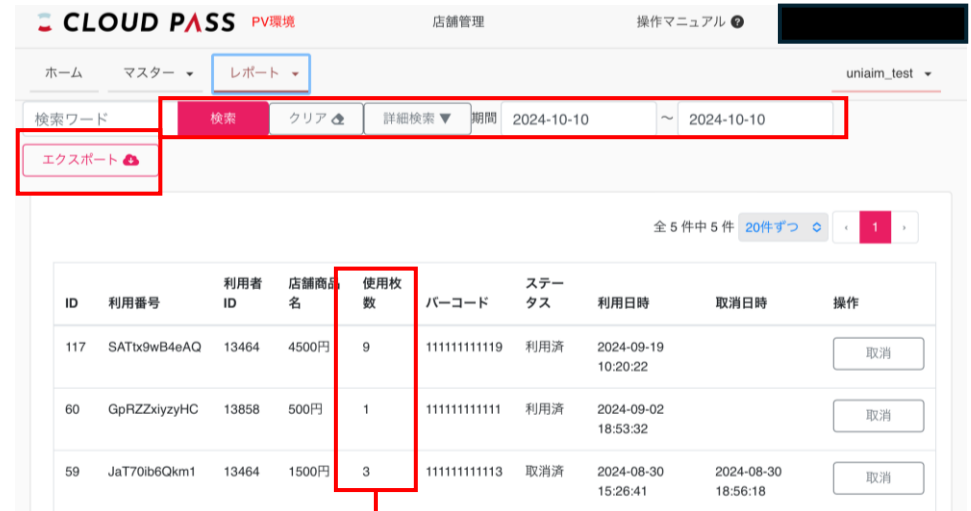 CLOUD PASS PV環境 店舗管理 操作マニュアル ?
ホーム マスター レポート uniaim_test
検索ワード 検索 クリア 詳細検索 ▼ 期間 2024-10-10 ～ 2024-10-10
エクスポート
全 5 件中 5 件 20件ずつ ‹ 1 ›
ID 利用番号 利用者ID 店舗商品名 使用枚数 バーコード ステータス 利用日時 取消日時 操作
117 SATtx9wB4eAQ 13464 4500円 9 111111111119 利用済 2024-09-19 10:20:22 取消
60 GpRZZxiyzyHC 13858 500円 1 111111111111 利用済 2024-09-02 18:53:32 取消
59 JaT70ib6Qkm1 13464 1500円 3 111111111113 取消済 2024-08-30 15:26:41 2024-08-30 18:56:18 取消